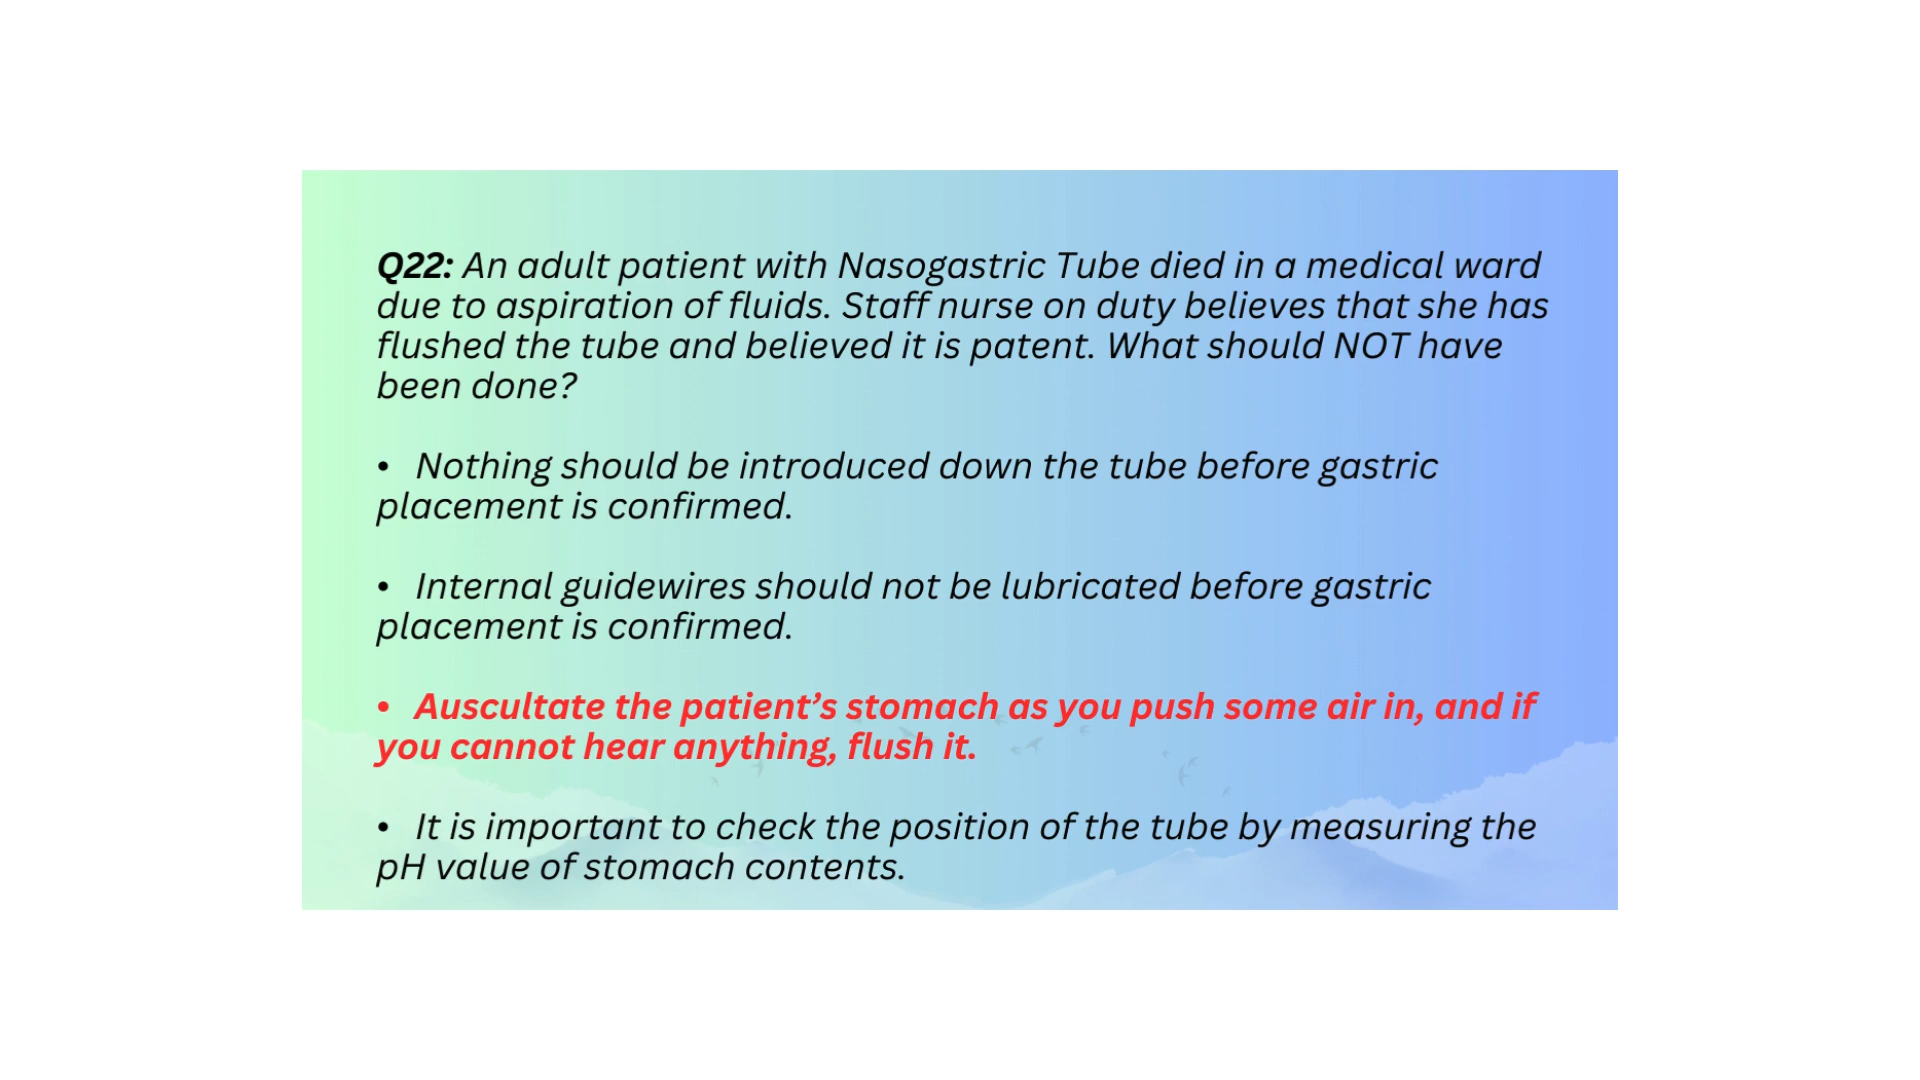 Q22: An adult patient with Nasogastric Tube died in a medical ward
due to aspiration of fluids. Staff nurse on duty believes that she has
flushed the tube and believed it is patent. What should NOT have
been done?
• Nothing should be introduced down the tube before gastric
placement is confirmed.
• Internal guidewires should not be lubricated before gastric
placement is confirmed.
• Auscultate the patient’s stomach as you push some air in, and if
you cannot hear anything, flush it.
• It is important to check the position of the tube by measuring the
pH value of stomach contents.